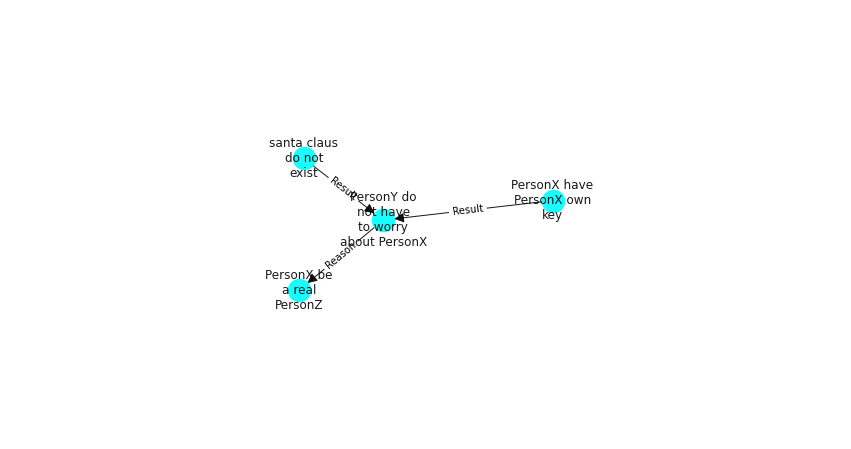 santa claus
do not
exist
Result
PersonY do
not have
to worry
about PersonX
Result
PersonX have
PersonX own
key
Reason
PersonX be
a real
PersonZ